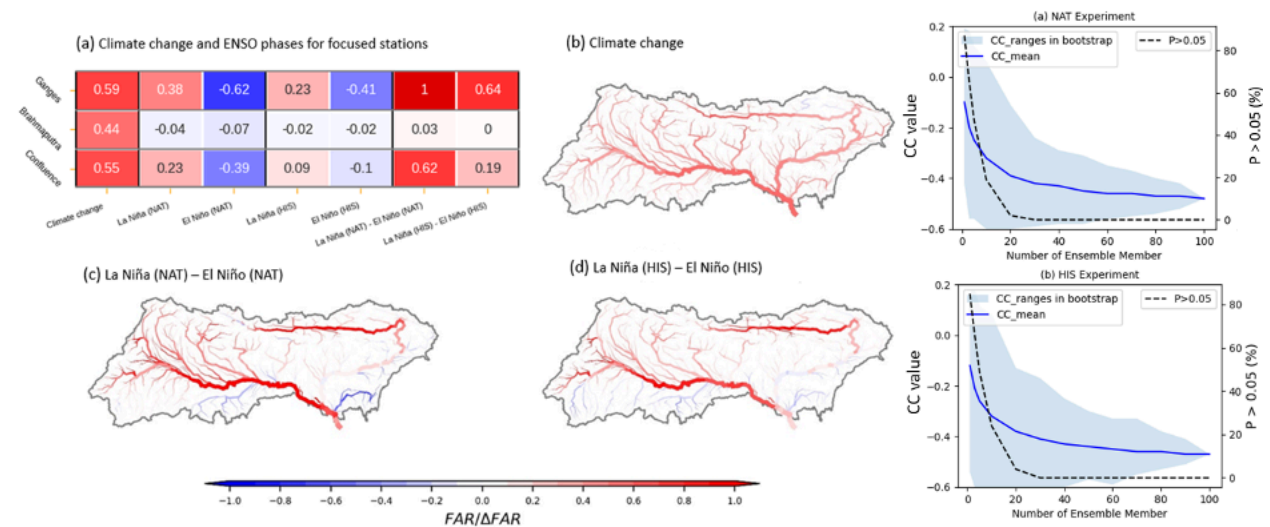 (a) Climate change and ENSO phases for focused stations
Ganges
0.59 0.38 -0.62 0.23 -0.41 1 0.64
Brahmaputra
0.44 -0.04 -0.07 -0.02 -0.02 0.03 0
Confluence
0.55 0.23 -0.39 0.09 -0.1 0.62 0.19
Climate change
La Niña (NAT)
El Niño (NAT)
La Niña (HIS)
El Niño (HIS)
La Niña (NAT) - El Niño (NAT)
La Niña (HIS) - El Niño (HIS)
(b) Climate change
(c) La Niña (NAT) – El Niño (NAT)
(d) La Niña (HIS) – El Niño (HIS)
−1.0 −0.8 −0.6 −0.4 −0.2 0.0 0.2 0.4 0.6 0.8 1.0
FAR/ΔFAR
(a) NAT Experiment
CC_ranges in bootstrap
CC_mean
P>0.05
CC value
0.2
0.0
−0.2
−0.4
−0.6
P > 0.05 (%)
80
60
40
20
0
0 20 40 60 80 100
Number of Ensemble Member
(b) HIS Experiment
CC_ranges in bootstrap
CC_mean
P>0.05
CC value
0.2
0.0
−0.2
−0.4
−0.6
P > 0.05 (%)
80
60
40
20
0
0 20 40 60 80 100
Number of Ensemble Member